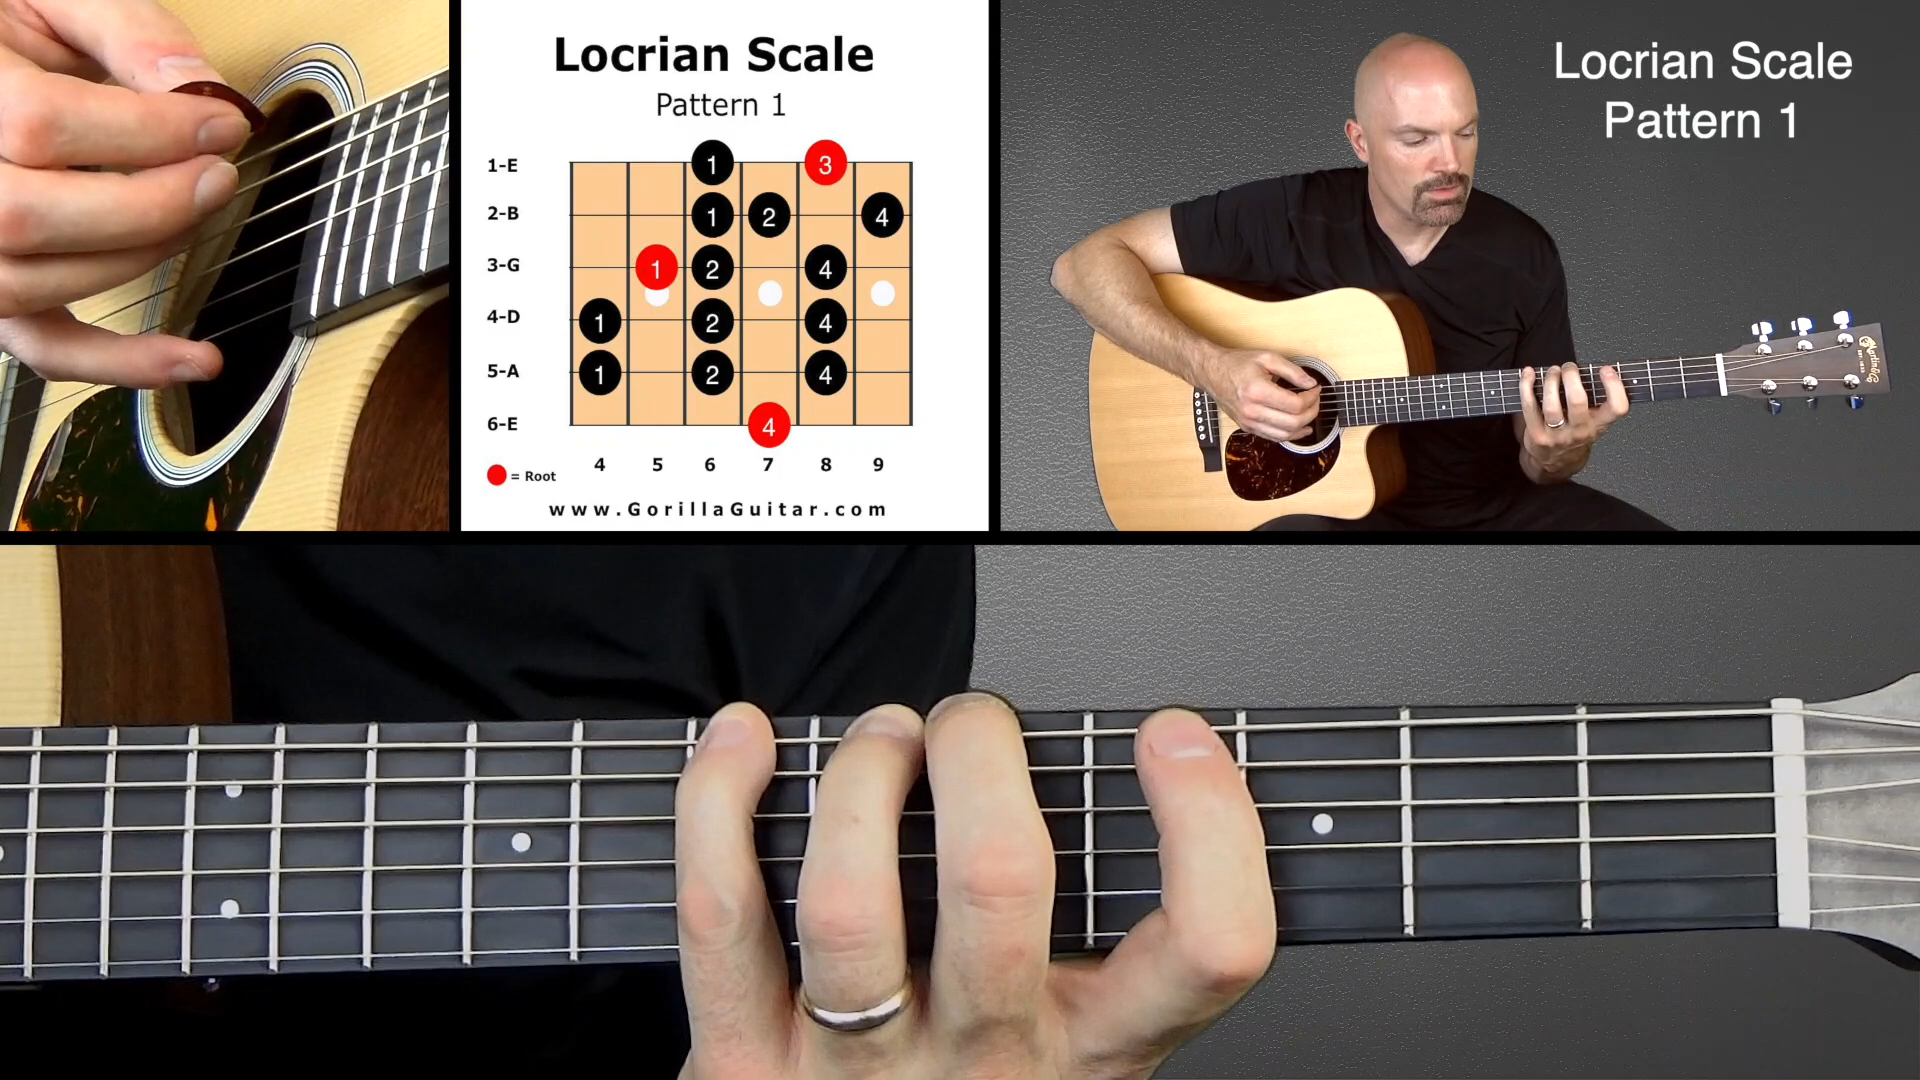 Locrian Scale
Pattern 1
1-E 1 3
2-B 1 2 4
3-G 1 2 4
4-D 1 2 4
5-A 1 2 4
6-E 4
4 5 6 7 8 9
= Root
www.GorillaGuitar.com
Locrian Scale
Pattern 1
Martin & Co